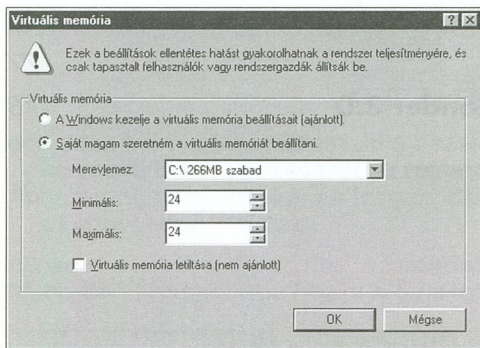 Virtuális memória
Ezek a beállítások ellentétes hatást gyakorolhatnak a rendszer teljesítményére, és
csak tapasztalt felhasználók vagy rendszergazdák állítsák be.
Virtuális memória
A Windows kezelje a virtuális memória beállításait (ajánlott).
Saját magam szeretném a virtuális memóriát beállítani.
Merevlemez: C:\ 266MB szabad
Minimális: 24
Maximális: 24
Virtuális memória letiltása (nem ajánlott)
OK Mégse